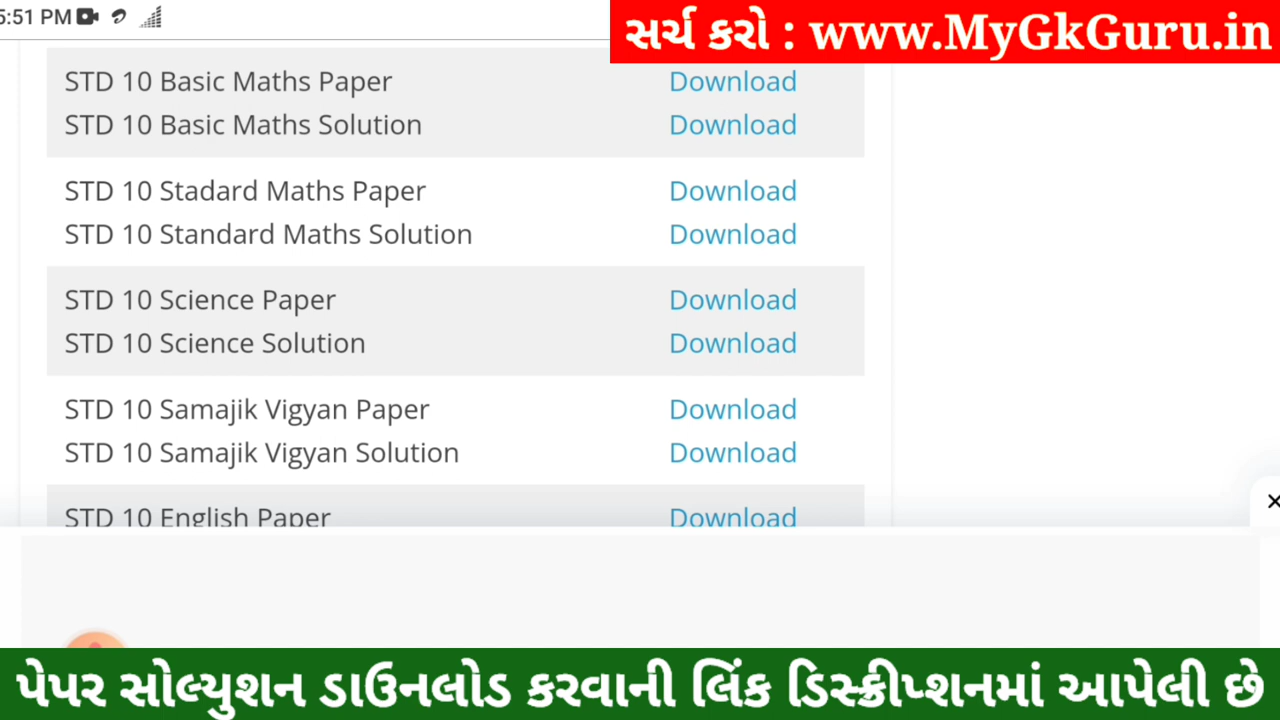 5:51 PM
સર્ચ કરો : www.MyGkGuru.in
STD 10 Basic Maths Paper Download
STD 10 Basic Maths Solution Download
STD 10 Stadard Maths Paper Download
STD 10 Standard Maths Solution Download
STD 10 Science Paper Download
STD 10 Science Solution Download
STD 10 Samajik Vigyan Paper Download
STD 10 Samajik Vigyan Solution Download
STD 10 English Paper Download
પેપર સોલ્યુશન ડાઉનલોડ કરવાની લિંક ડિસ્ક્રીપ્શનમાં આપેલી છે